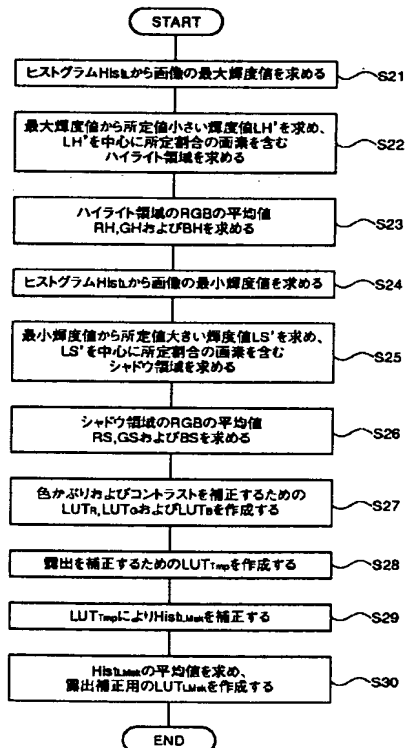 START
ヒストグラムHistLから画像の最大輝度値を求める
S21
最大輝度値から所定値小さい輝度値LH'を求め、
LH'を中心に所定割合の画素を含む
ハイライト領域を求める
S22
ハイライト領域のRGBの平均値
RH,GHおよびBHを求める
S23
ヒストグラムHistLから画像の最小輝度値を求める
S24
最小輝度値から所定値大きい輝度値LS'を求め、
LS'を中心に所定割合の画素を含む
シャドウ領域を求める
S25
シャドウ領域のRGBの平均値
RS,GSおよびBSを求める
S26
色かぶりおよびコントラストを補正するための
LUTR,LUTGおよびLUTBを作成する
S27
露出を補正するためのLUTTmpを作成する
S28
LUTTmpによりHistLMskを補正する
S29
HistLMskの平均値を求め、
露出補正用のLUTLMskを作成する
S30
END